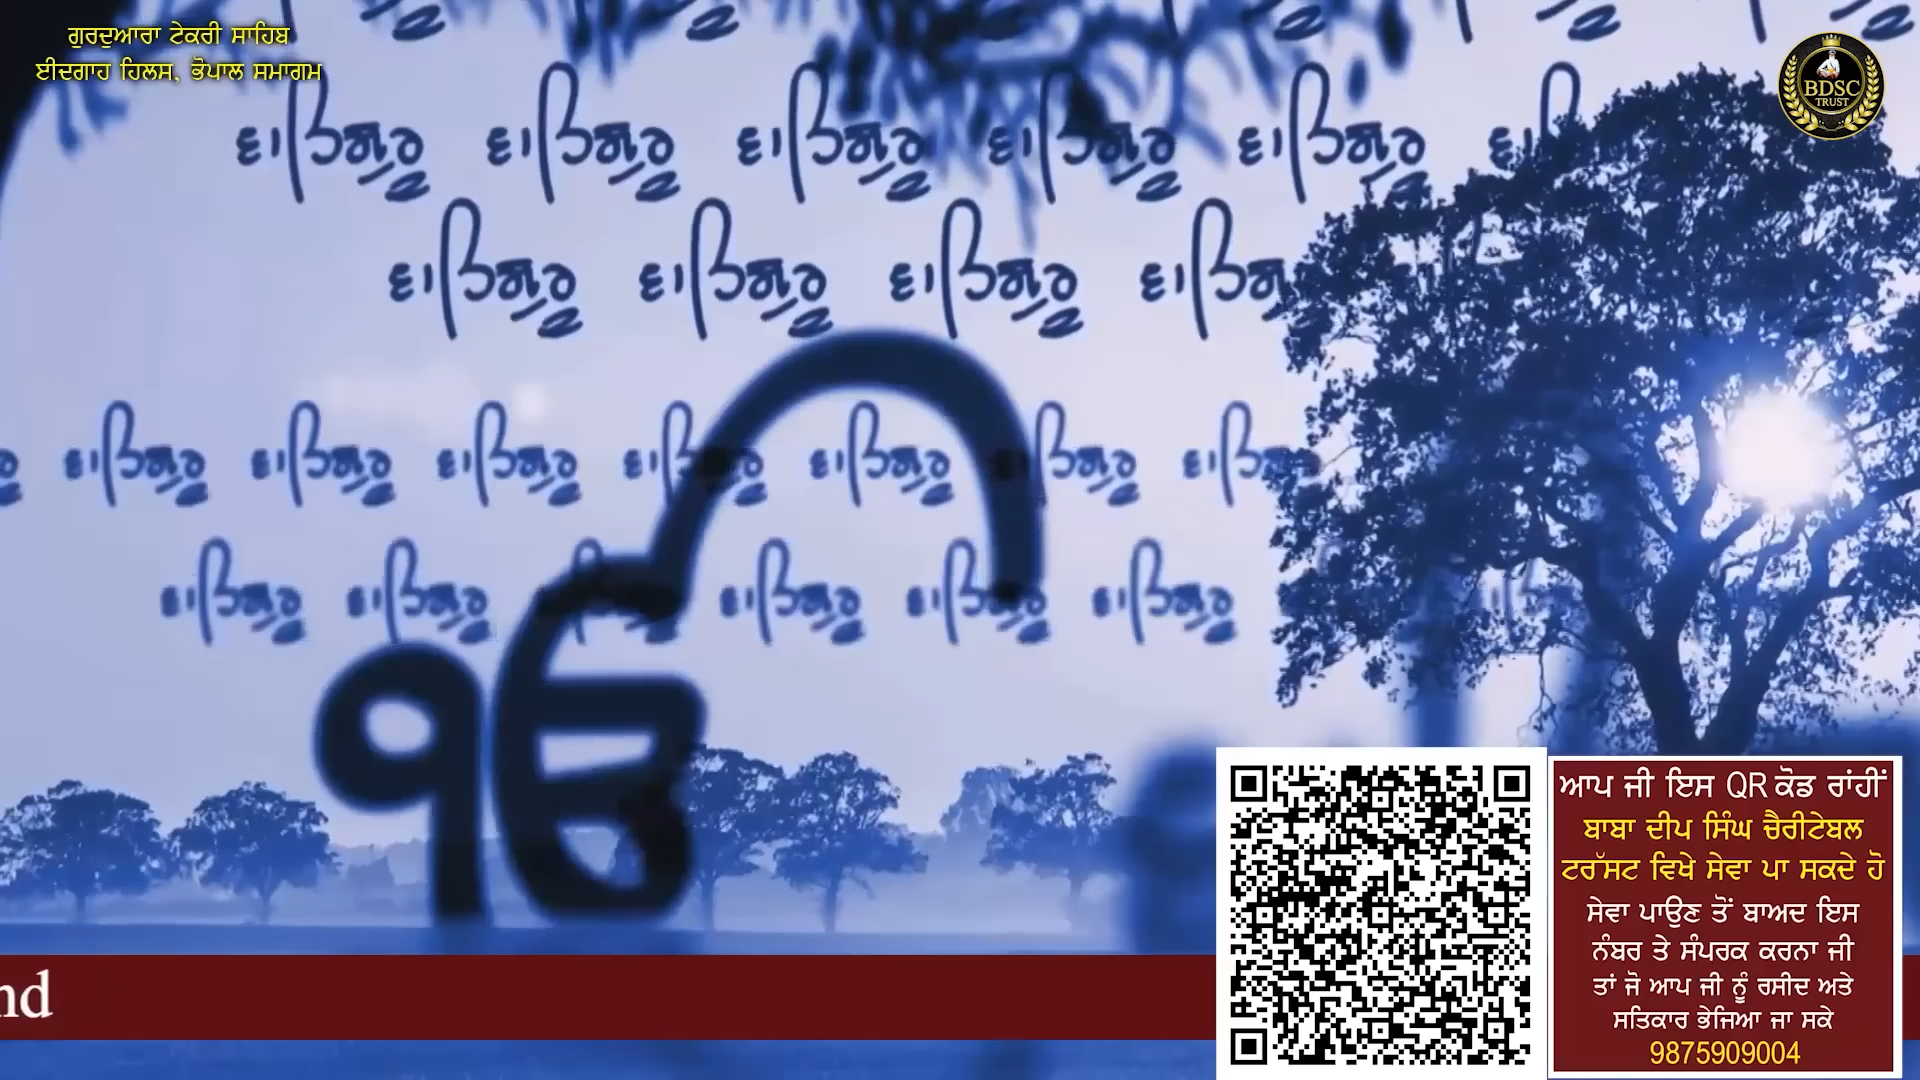 ਗੁਰਦੁਆਰਾ ਟੇਕਰੀ ਸਾਹਿਬ
ਈਦਗਾਹ ਹਿਲਸ, ਭੋਪਾਲ ਸਮਾਗਮ
BDSC
TRUST
ਵਾਹਿਗੁਰੂ ਵਾਹਿਗੁਰੂ ਵਾਹਿਗੁਰੂ ਵਾਹਿਗੁਰੂ ਵਾਹਿਗੁਰੂ
ਵਾਹਿਗੁਰੂ ਵਾਹਿਗੁਰੂ ਵਾਹਿਗੁਰੂ ਵਾਹਿਗੁਰੂ
ਵਾਹਿਗੁਰੂ ਵਾਹਿਗੁਰੂ ਵਾਹਿਗੁਰੂ ਵਾਹਿਗੁਰੂ ਵਾਹਿਗੁਰੂ ਵਾਹਿਗੁਰੂ ਵਾਹਿਗੁਰੂ
ਵਾਹਿਗੁਰੂ ਵਾਹਿਗੁਰੂ ਵਾਹਿਗੁਰੂ ਵਾਹਿਗੁਰੂ ਵਾਹਿਗੁਰੂ ਵਾਹਿਗੁਰੂ
ੴ
nd
ਆਪ ਜੀ ਇਸ QR ਕੋਡ ਰਾਂਹੀਂ
ਬਾਬਾ ਦੀਪ ਸਿੰਘ ਚੈਰੀਟੇਬਲ
ਟਰੱਸਟ ਵਿਖੇ ਸੇਵਾ ਪਾ ਸਕਦੇ ਹੋ
ਸੇਵਾ ਪਾਉਣ ਤੋਂ ਬਾਅਦ ਇਸ
ਨੰਬਰ ਤੇ ਸੰਪਰਕ ਕਰਨਾ ਜੀ
ਤਾਂ ਜੋ ਆਪ ਜੀ ਨੂੰ ਰਸੀਦ ਅਤੇ
ਸਤਿਕਾਰ ਭੇਜਿਆ ਜਾ ਸਕੇ
9875909004